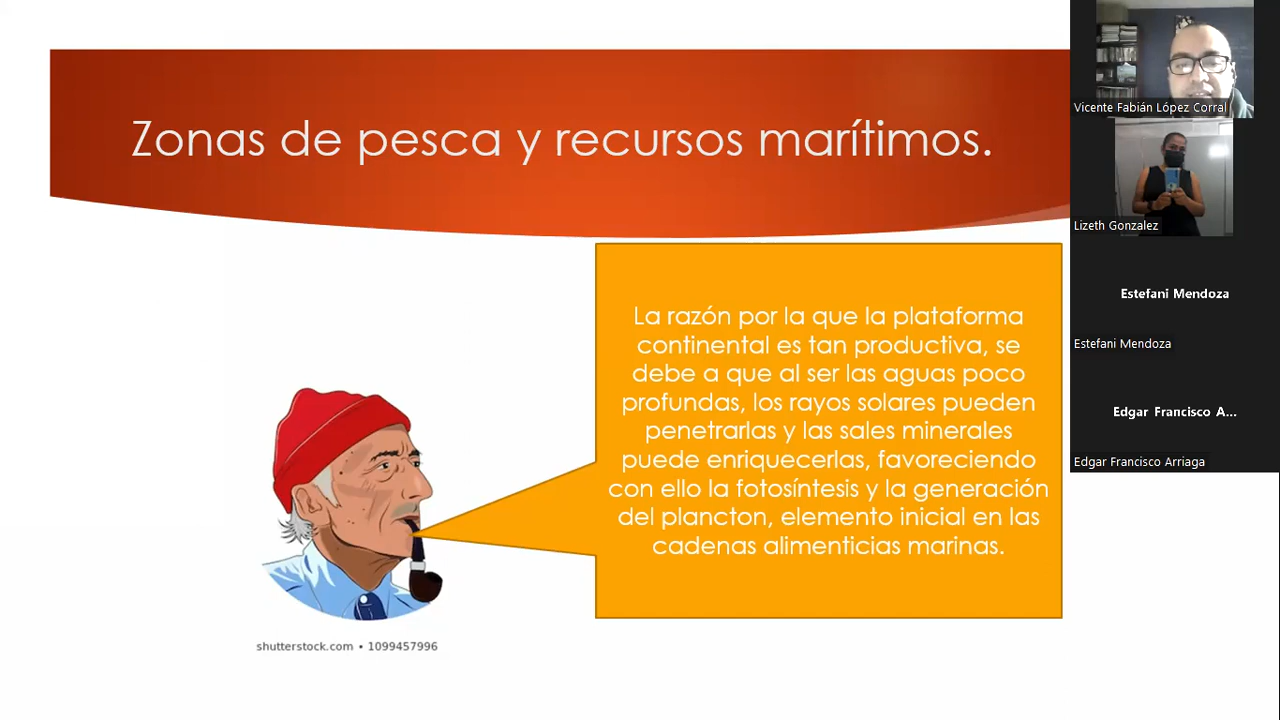 Zonas de pesca y recursos marítimos.
La razón por la que la plataforma
continental es tan productiva, se
debe a que al ser las aguas poco
profundas, los rayos solares pueden
penetrarlas y las sales minerales
puede enriquecerlas, favoreciendo
con ello la fotosíntesis y la generación
del plancton, elemento inicial en las
cadenas alimenticias marinas.
shutterstock.com • 1099457996
Vicente Fabián López Corral
Lizeth Gonzalez
Estefani Mendoza
Estefani Mendoza
Edgar Francisco A...
Edgar Francisco Arriaga